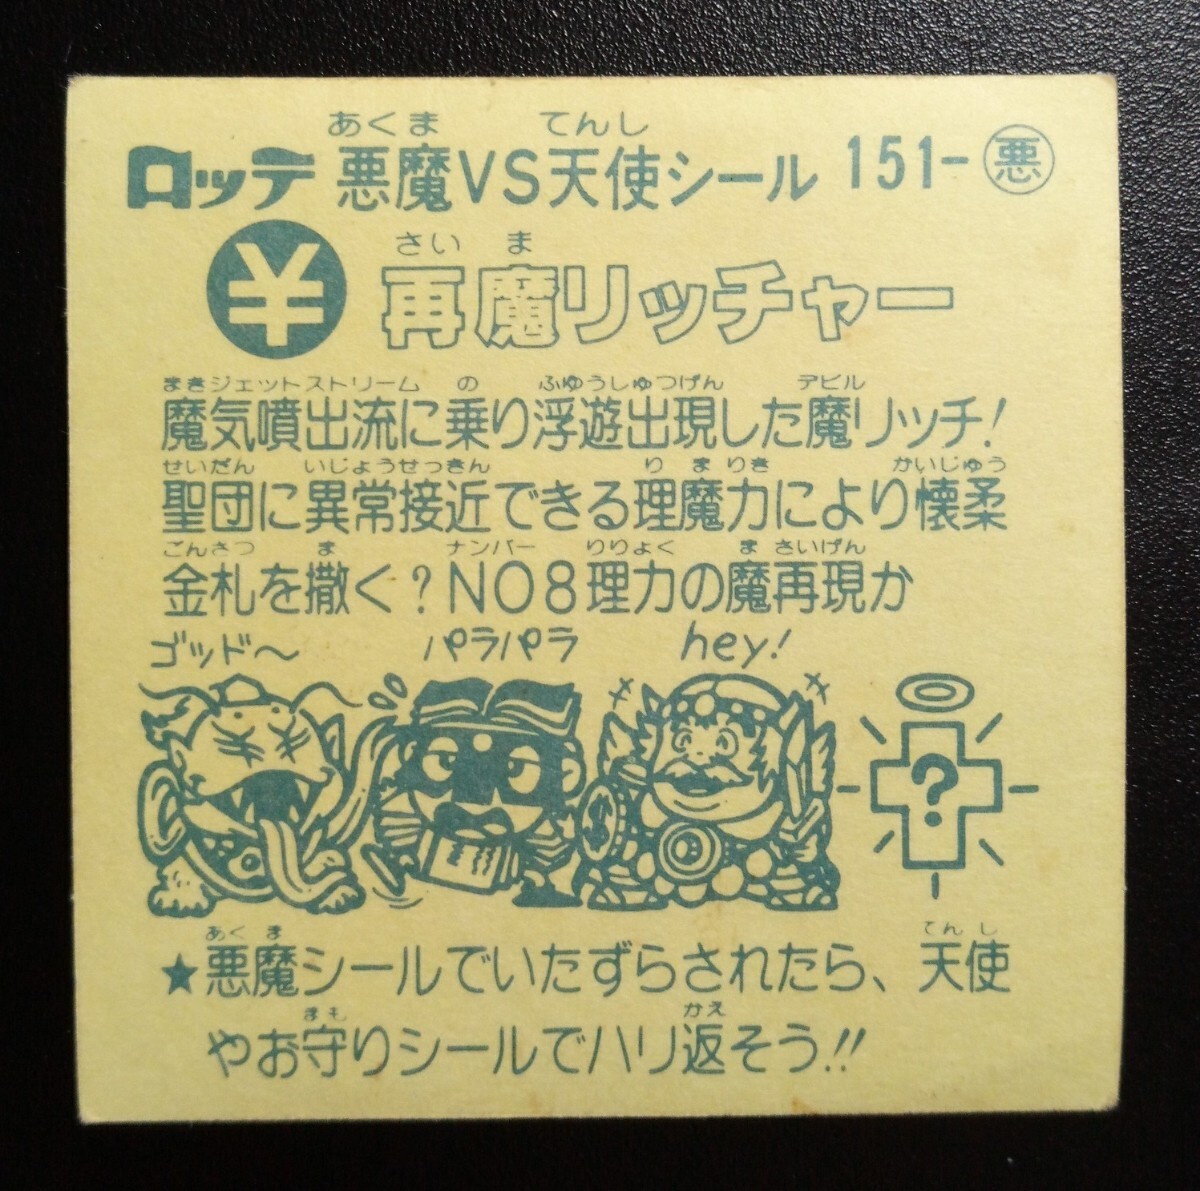 あくま てんし
ロッテ 悪魔VS天使シール 151-悪
さい ま
¥ 再魔リッチャー
まきジェットストリーム の ふゆうしゅつげん デビル
魔気噴出流に乗り浮遊出現した魔リッチ!
せいだん いじょうせっきん り まりき かいじゅう
聖団に異常接近できる理魔力により懐柔
ごんさつ ま ナンバー りりょく ま さいげん
金札を撒く?NO8理力の魔再現か
ゴッド〜 パラパラ hey!
$ ?
あく ま てん し
★悪魔シールでいたずらされたら、天使
まも かえ
やお守りシールでハリ返そう!!